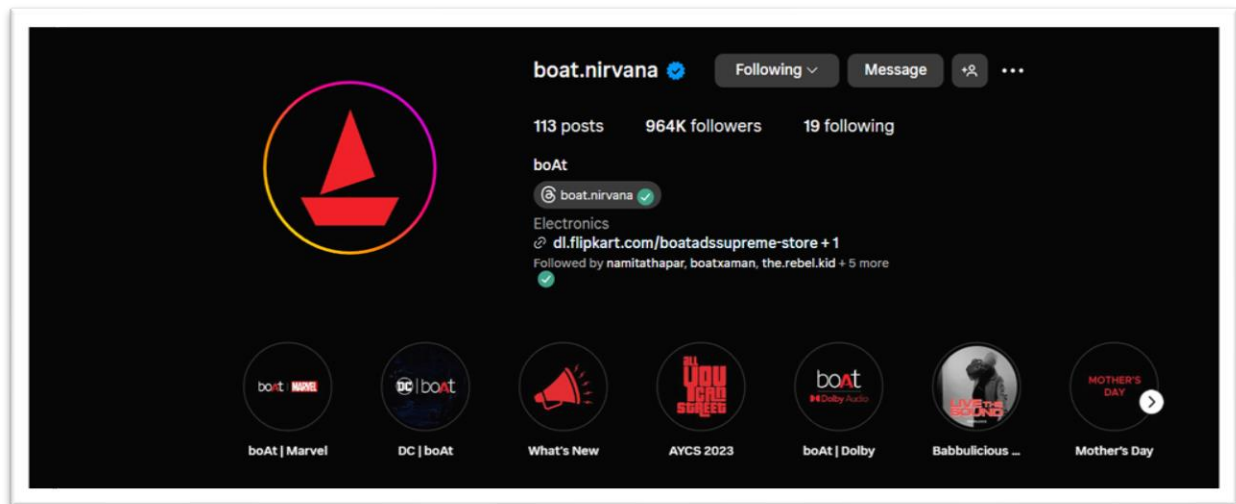 boat.nirvana Following Message
113 posts 964K followers 19 following
boAt
boat.nirvana
Electronics
dl.flipkart.com/boatadssupreme-store + 1
Followed by namitathapar, boatxaman, the.rebel.kid + 5 more
boAt | MARVEL
DC | boAt
ALL
YOU
CAN
STREET
boAt
Dolby Audio
LIVE THE
SOUND
MOTHER'S
DAY
boAt | Marvel DC | boAt What's New AYCS 2023 boAt | Dolby Babbulicious ... Mother's Day